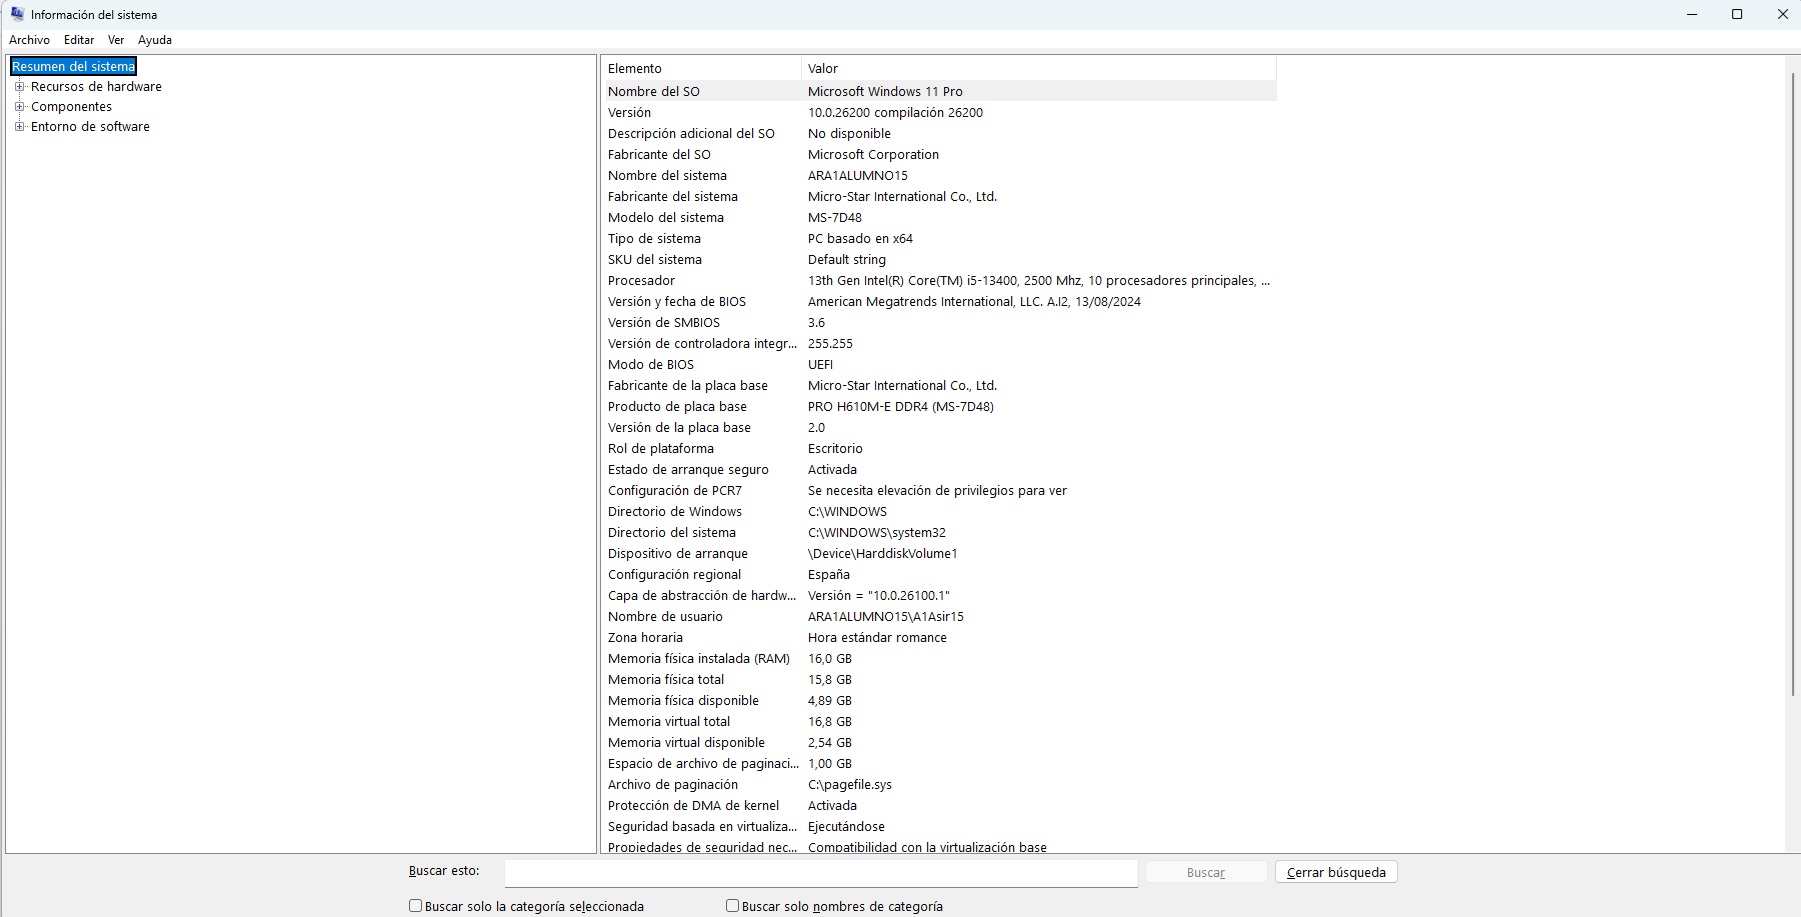 Información del sistema
Archivo Editar Ver Ayuda
Resumen del sistema
Recursos de hardware
Componentes
Entorno de software
Elemento Valor
Nombre del SO Microsoft Windows 11 Pro
Versión 10.0.26200 compilación 26200
Descripción adicional del SO No disponible
Fabricante del SO Microsoft Corporation
Nombre del sistema ARA1ALUMNO15
Fabricante del sistema Micro-Star International Co., Ltd.
Modelo del sistema MS-7D48
Tipo de sistema PC basado en x64
SKU del sistema Default string
Procesador 13th Gen Intel(R) Core(TM) i5-13400, 2500 Mhz, 10 procesadores principales, ...
Versión y fecha de BIOS American Megatrends International, LLC. A.I2, 13/08/2024
Versión de SMBIOS 3.6
Versión de controladora integr... 255.255
Modo de BIOS UEFI
Fabricante de la placa base Micro-Star International Co., Ltd.
Producto de placa base PRO H610M-E DDR4 (MS-7D48)
Versión de la placa base 2.0
Rol de plataforma Escritorio
Estado de arranque seguro Activada
Configuración de PCR7 Se necesita elevación de privilegios para ver
Directorio de Windows C:\WINDOWS
Directorio del sistema C:\WINDOWS\system32
Dispositivo de arranque \Device\HarddiskVolume1
Configuración regional España
Capa de abstracción de hardw... Versión = "10.0.26100.1"
Nombre de usuario ARA1ALUMNO15\A1Asir15
Zona horaria Hora estándar romance
Memoria física instalada (RAM) 16,0 GB
Memoria física total 15,8 GB
Memoria física disponible 4,89 GB
Memoria virtual total 16,8 GB
Memoria virtual disponible 2,54 GB
Espacio de archivo de paginaci... 1,00 GB
Archivo de paginación C:\pagefile.sys
Protección de DMA de kernel Activada
Seguridad basada en virtualiza... Ejecutándose
Propiedades de seguridad nec... Compatibilidad con la virtualización base
Buscar esto: Buscar Cerrar búsqueda
Buscar solo la categoría seleccionada Buscar solo nombres de categoría